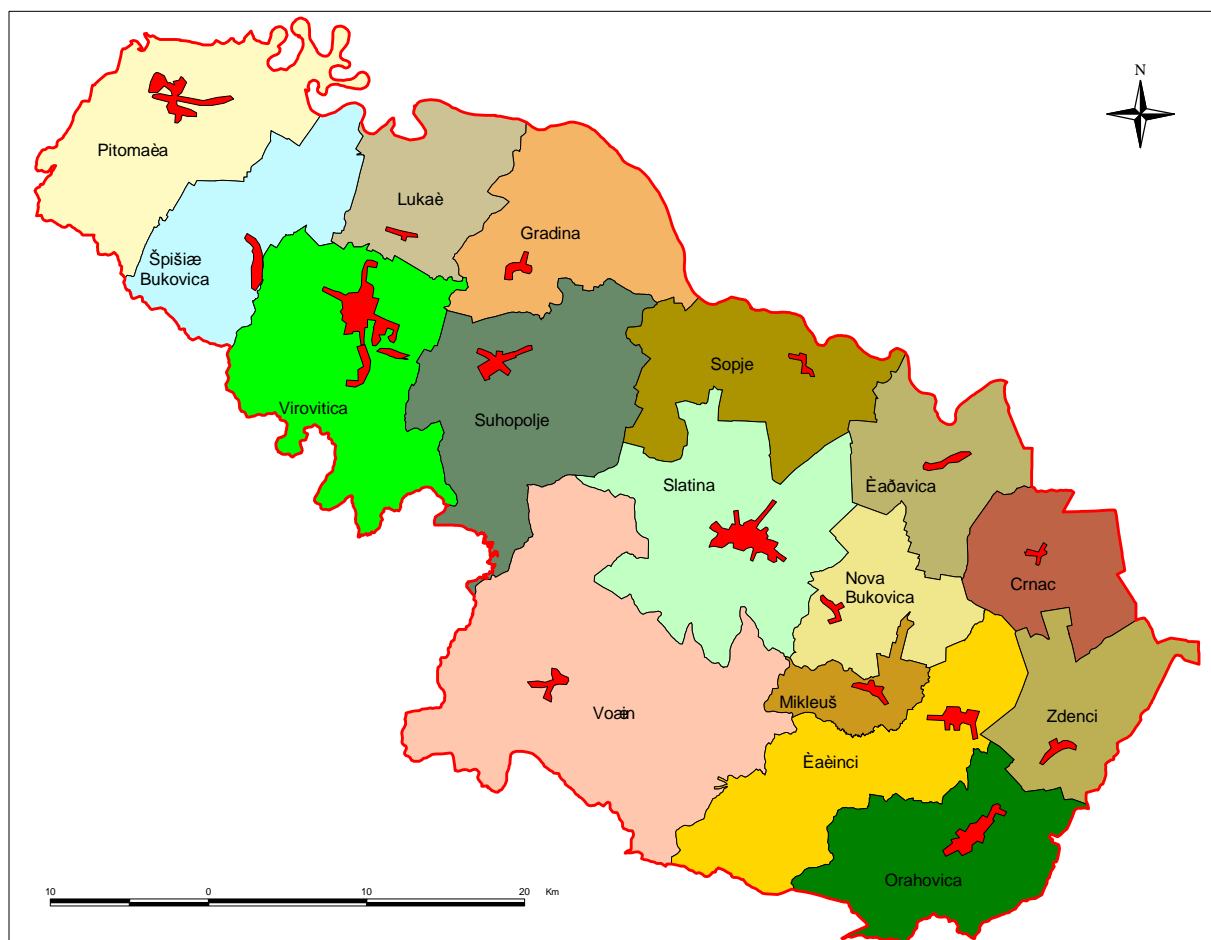 N
Pitomaèa
Lukaè
Gradina
Špišiæ
Bukovica
Virovitica
Suhopolje
Sopje
Slatina
Èaðavica
Nova
Bukovica
Crnac
Mikleuš
Zdenci
Èaèinci
Orahovica
10 0 10 20 Km